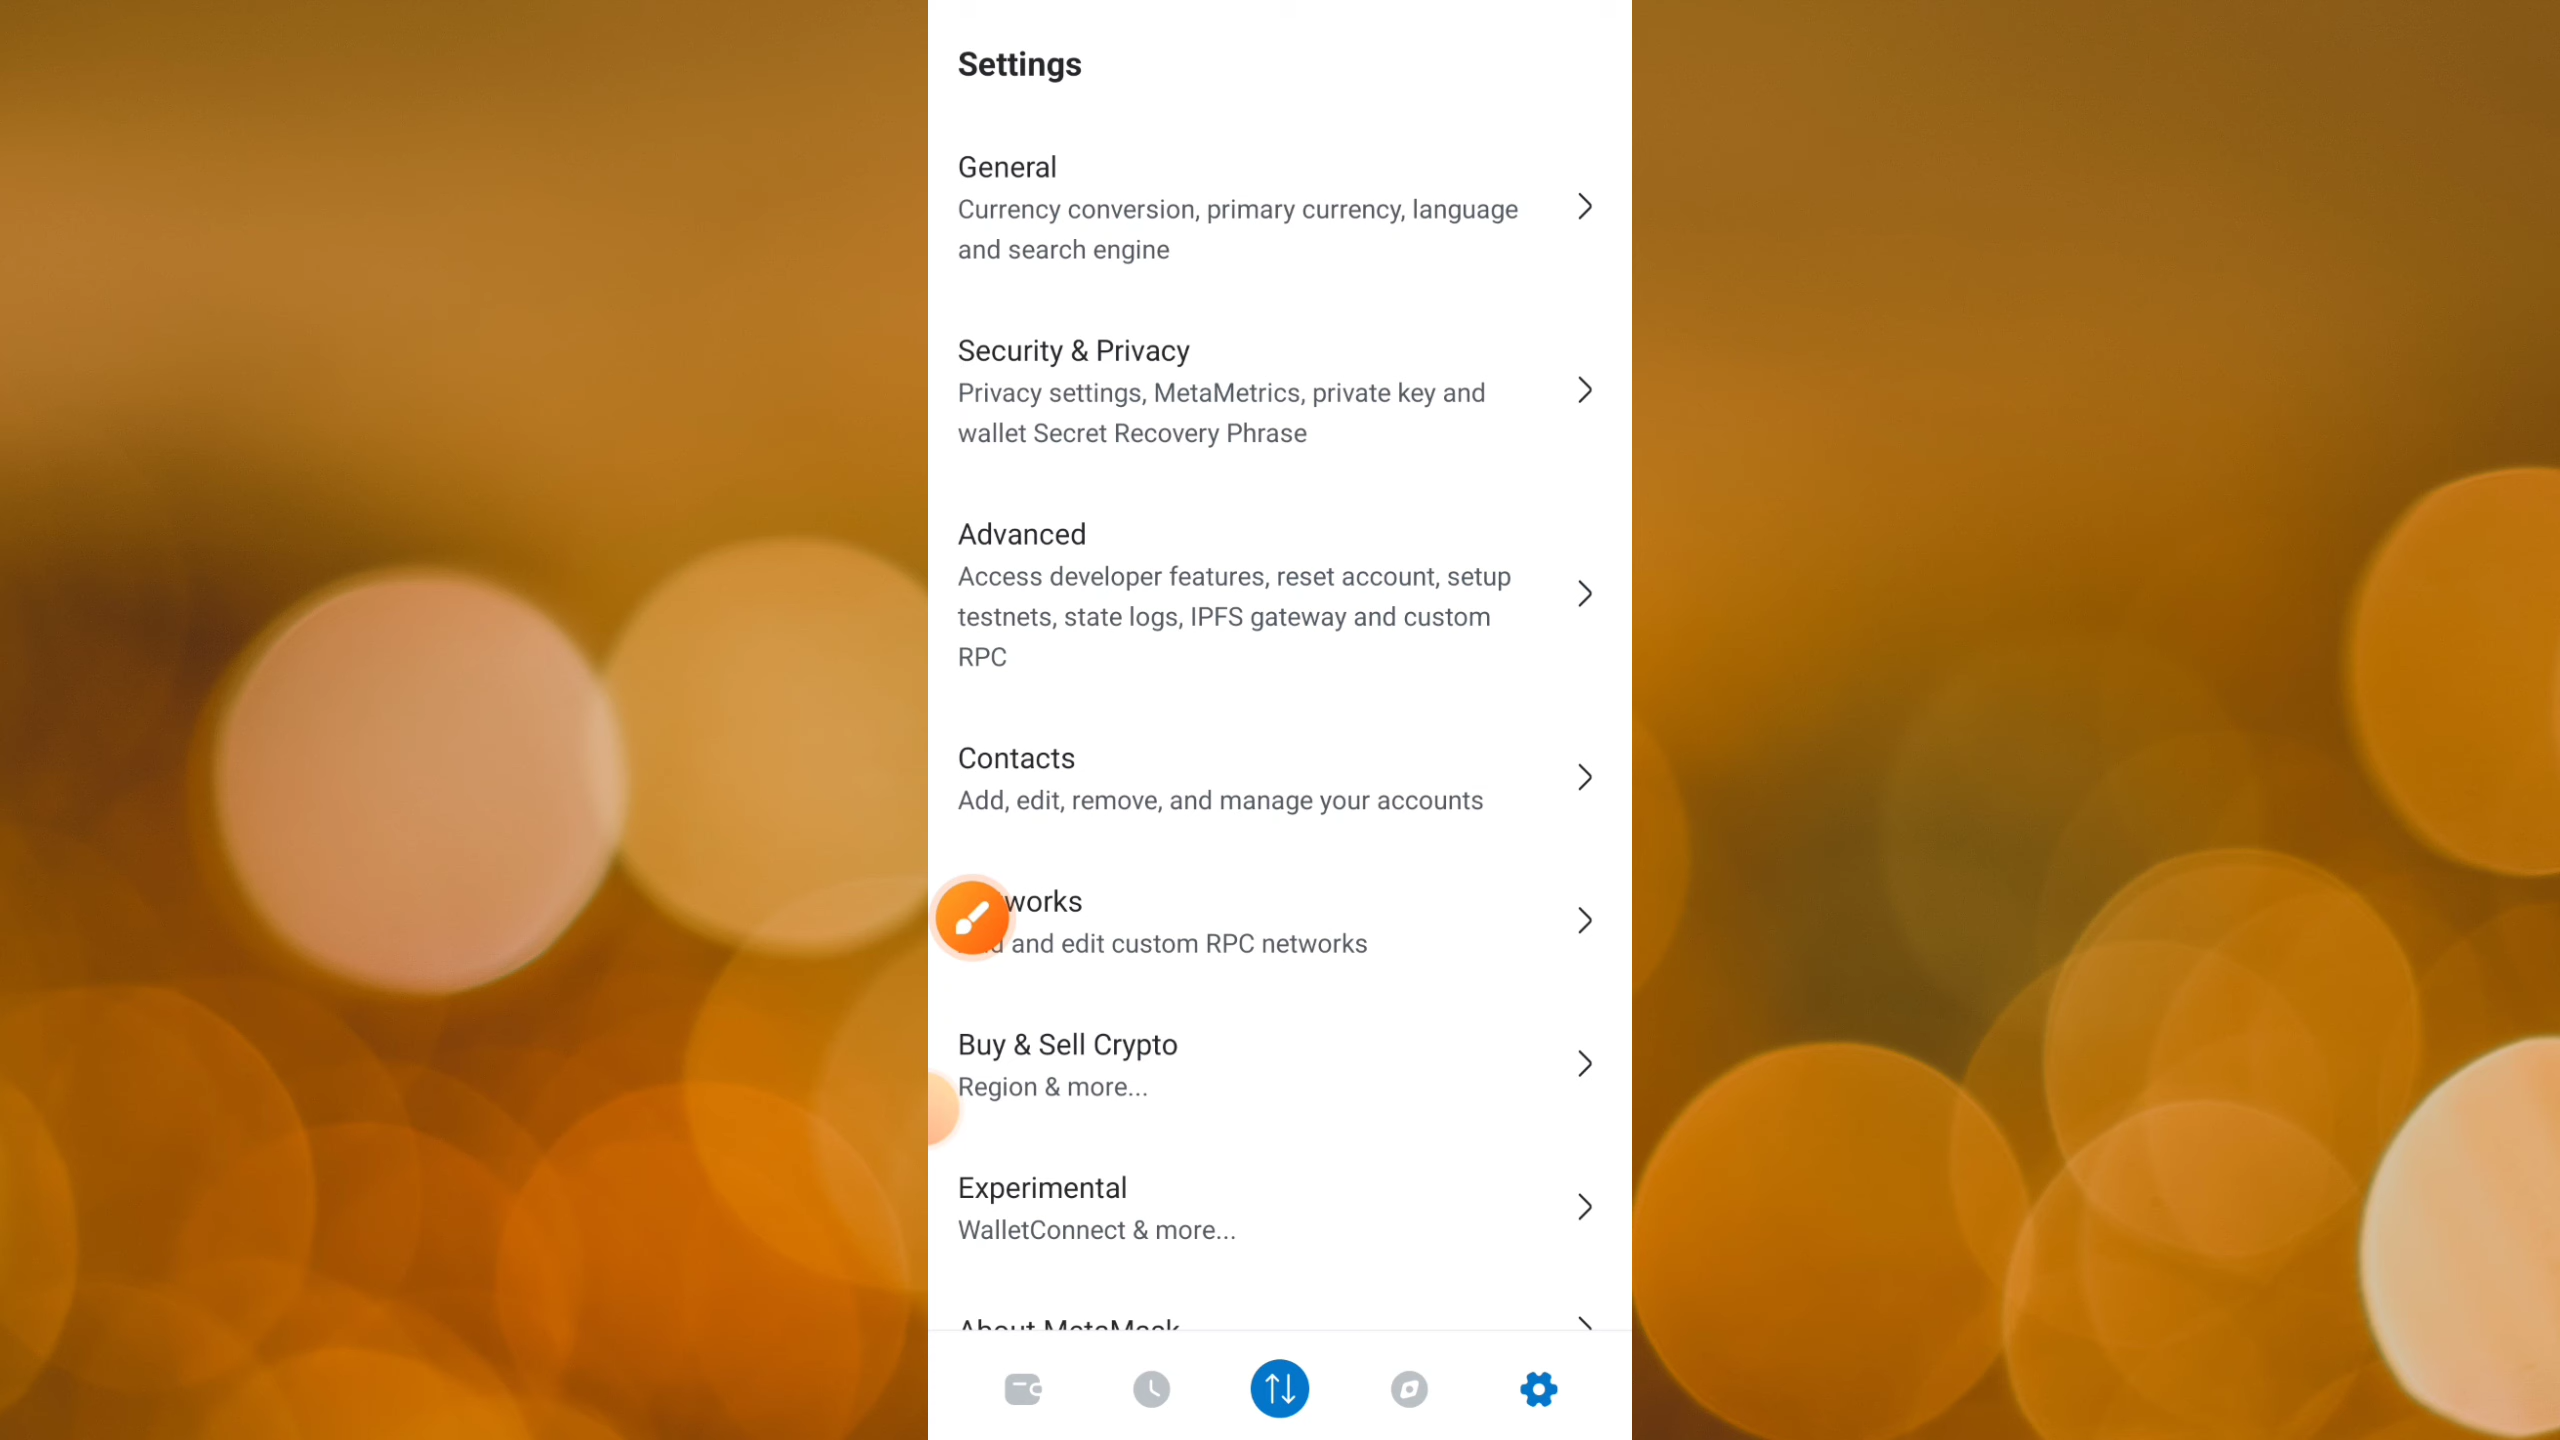 Settings
General
Currency conversion, primary currency, language
and search engine
Security & Privacy
Privacy settings, MetaMetrics, private key and
wallet Secret Recovery Phrase
Advanced
Access developer features, reset account, setup
testnets, state logs, IPFS gateway and custom
RPC
Contacts
Add, edit, remove, and manage your accounts
works
and edit custom RPC networks
Buy & Sell Crypto
Region & more...
Experimental
WalletConnect & more...
About MetaMask